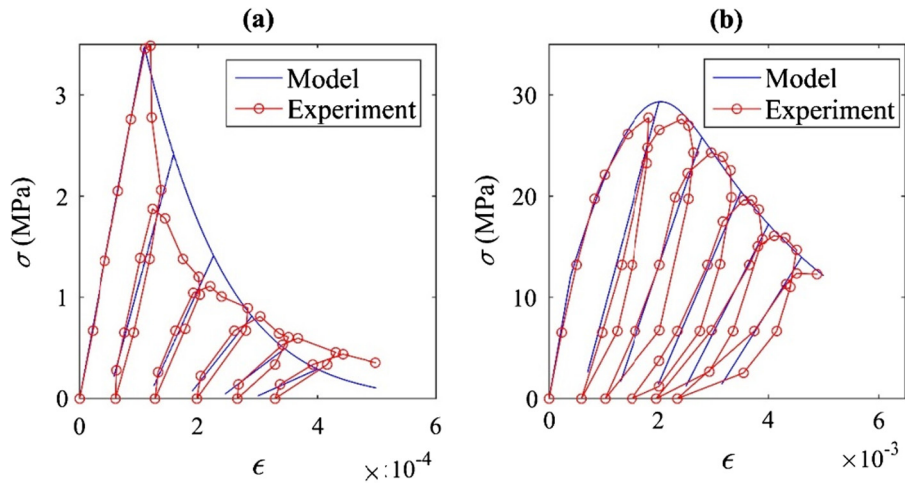 (a)
σ (MPa)
3
2
1
0
Model
Experiment
0
2
4
6
ϵ
×:10⁻⁴
(b)
σ (MPa)
30
20
10
0
Model
Experiment
0
2
4
6
ϵ
×10⁻³